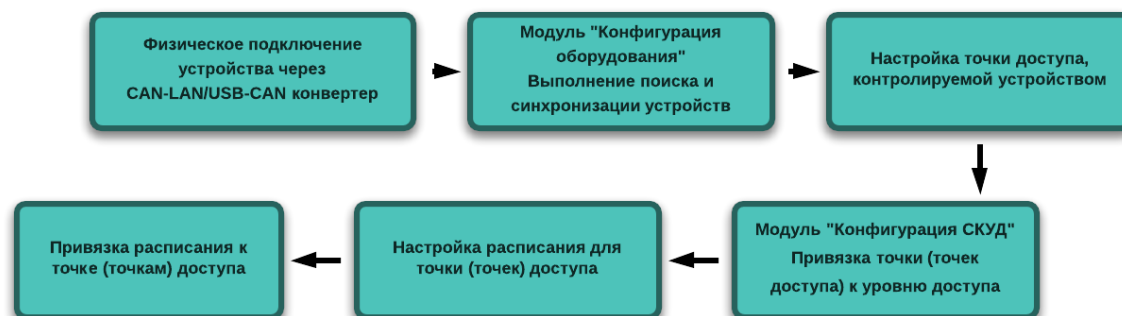 Физическое подключение
устройства через
CAN-LAN/USB-CAN конвертер
Модуль "Конфигурация
оборудования"
Выполнение поиска и
синхронизации устройств
Настройка точки доступа,
контролируемой устройством
Модуль "Конфигурация СКУД"
Привязка точки (точек
доступа) к уровню доступа
Настройка расписания для
точки (точек) доступа
Привязка расписания к
точке (точкам) доступа